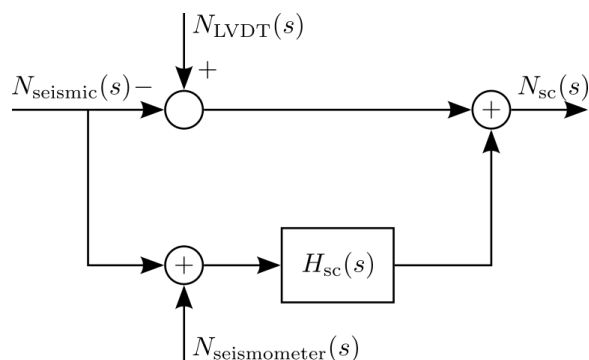 N_LVDT(s)
+
N_seismic(s) −
N_sc(s)
+
+
H_sc(s)
N_seismometer(s)